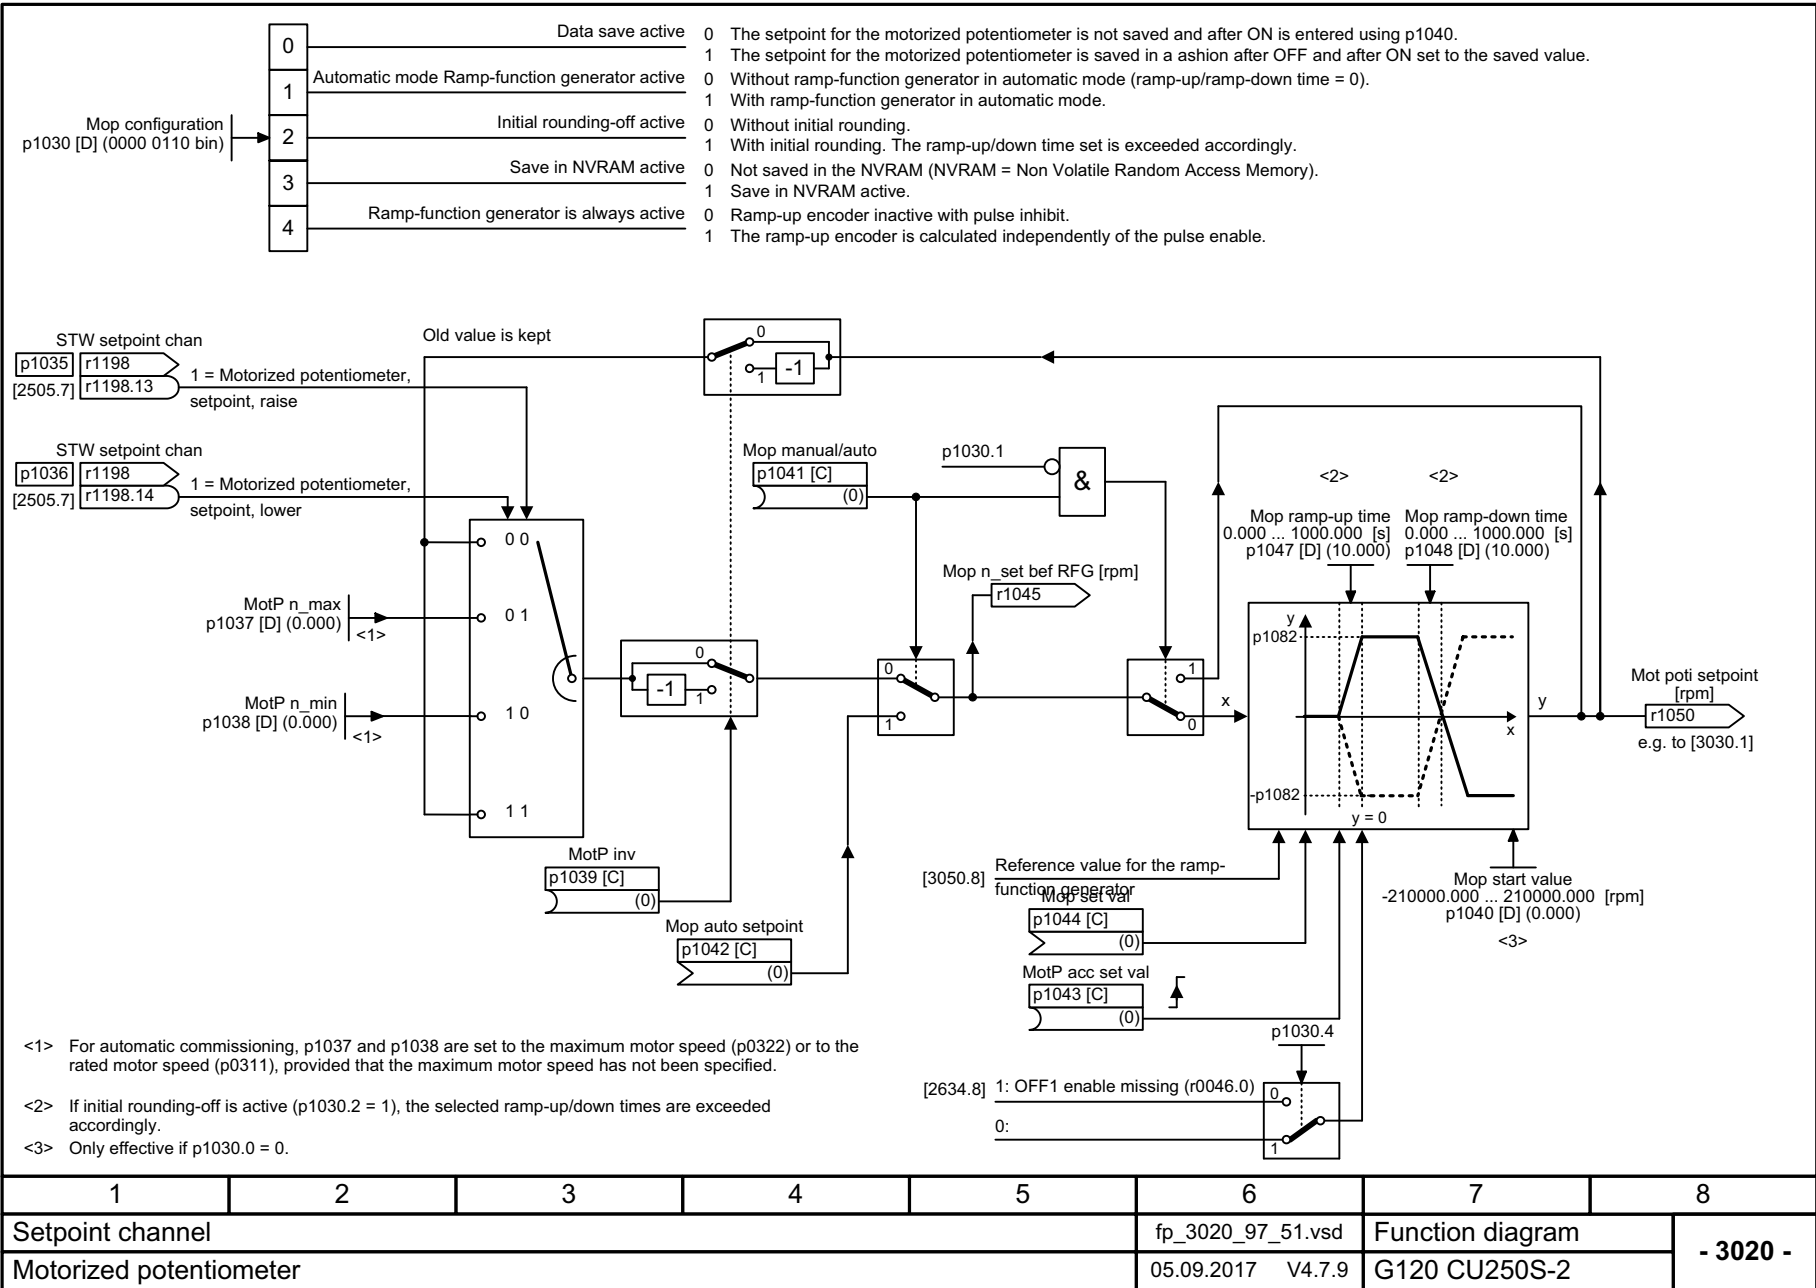 0
Data save active
0 The setpoint for the motorized potentiometer is not saved and after ON is entered using p1040.
1 The setpoint for the motorized potentiometer is saved in a ashion after OFF and after ON set to the saved value.
1
Automatic mode Ramp-function generator active
0 Without ramp-function generator in automatic mode (ramp-up/ramp-down time = 0).
1 With ramp-function generator in automatic mode.
Mop configuration
p1030 [D] (0000 0110 bin)
2
Initial rounding-off active
0 Without initial rounding.
1 With initial rounding. The ramp-up/down time set is exceeded accordingly.
3
Save in NVRAM active
0 Not saved in the NVRAM (NVRAM = Non Volatile Random Access Memory).
1 Save in NVRAM active.
4
Ramp-function generator is always active
0 Ramp-up encoder inactive with pulse inhibit.
1 The ramp-up encoder is calculated independently of the pulse enable.
STW setpoint chan
p1035 r1198
[2505.7] r1198.13
1 = Motorized potentiometer,
setpoint, raise
Old value is kept
0
1
-1
STW setpoint chan
p1036 r1198
[2505.7] r1198.14
1 = Motorized potentiometer,
setpoint, lower
Mop manual/auto
p1041 [C]
(0)
p1030.1
&
<2>
<2>
Mop ramp-up time
0.000 ... 1000.000 [s]
p1047 [D] (10.000)
Mop ramp-down time
0.000 ... 1000.000 [s]
p1048 [D] (10.000)
0 0
0 1
1 0
1 1
MotP n_max
p1037 [D] (0.000)
<1>
MotP n_min
p1038 [D] (0.000)
<1>
-1
0
1
0
1
Mop n_set bef RFG [rpm]
r1045
1
0
x
y
p1082
-p1082
x
y = 0
y
Mot poti setpoint
[rpm]
r1050
e.g. to [3030.1]
MotP inv
p1039 [C]
(0)
Mop auto setpoint
p1042 [C]
(0)
[3050.8]
Reference value for the ramp-
function generator
Mop set val
p1044 [C]
(0)
MotP acc set val
p1043 [C]
(0)
Mop start value
-210000.000 ... 210000.000 [rpm]
p1040 [D] (0.000)
<3>
p1030.4
[2634.8] 1: OFF1 enable missing (r0046.0)
0:
0
1
<1> For automatic commissioning, p1037 and p1038 are set to the maximum motor speed (p0322) or to the
rated motor speed (p0311), provided that the maximum motor speed has not been specified.
<2> If initial rounding-off is active (p1030.2 = 1), the selected ramp-up/down times are exceeded
accordingly.
<3> Only effective if p1030.0 = 0.
1 2 3 4 5 6 7 8
Setpoint channel
fp_3020_97_51.vsd
Function diagram
- 3020 -
Motorized potentiometer
05.09.2017 V4.7.9
G120 CU250S-2